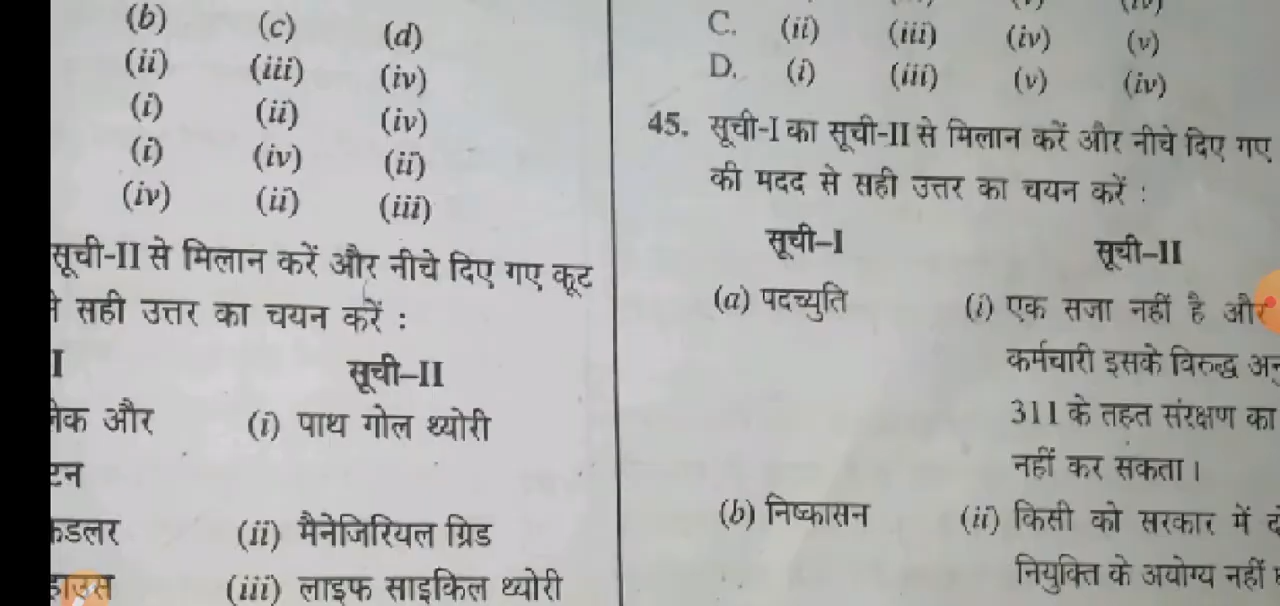 (b) (c) (d)
(ii) (iii) (iv)
(i) (ii) (iv)
(i) (iv) (ii)
(iv) (ii) (iii)
सूची-II से मिलान करें और नीचे दिए गए कूट
सही उत्तर का चयन करें :
I सूची–II
और (i) पाथ गोल थ्योरी
(ii) मैनेजिरियल ग्रिड
(iii) लाइफ साइकिल थ्योरी
C. (ii) (iii) (iv) (v)
D. (i) (iii) (v) (iv)
45. सूची-I का सूची-II से मिलान करें और नीचे दिए गए
की मदद से सही उत्तर का चयन करें :
सूची–I सूची–II
(a) पदच्युति (i) एक सजा नहीं है और
कर्मचारी इसके विरुद्ध
311 के तहत संरक्षण का
नहीं कर सकता।
(b) निष्कासन (ii) किसी को सरकार में
नियुक्ति के अयोग्य नहीं